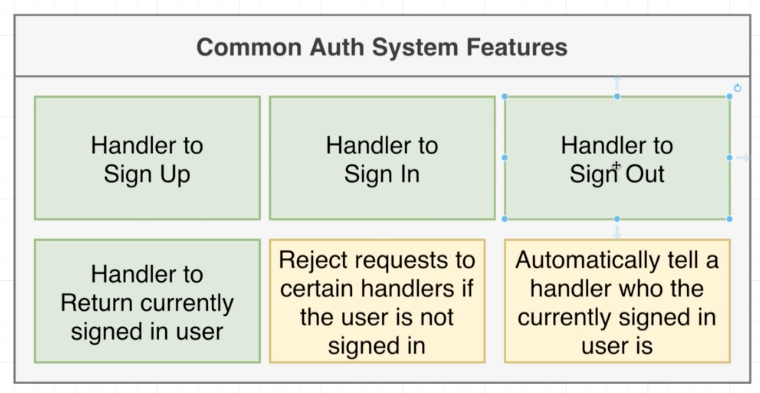 Common Auth System Features
Handler to
Sign Up
Handler to
Sign In
Handler to
Sign Out
Handler to
Return currently
signed in user
Reject requests to
certain handlers if
the user is not
signed in
Automatically tell a
handler who the
currently signed in
user is